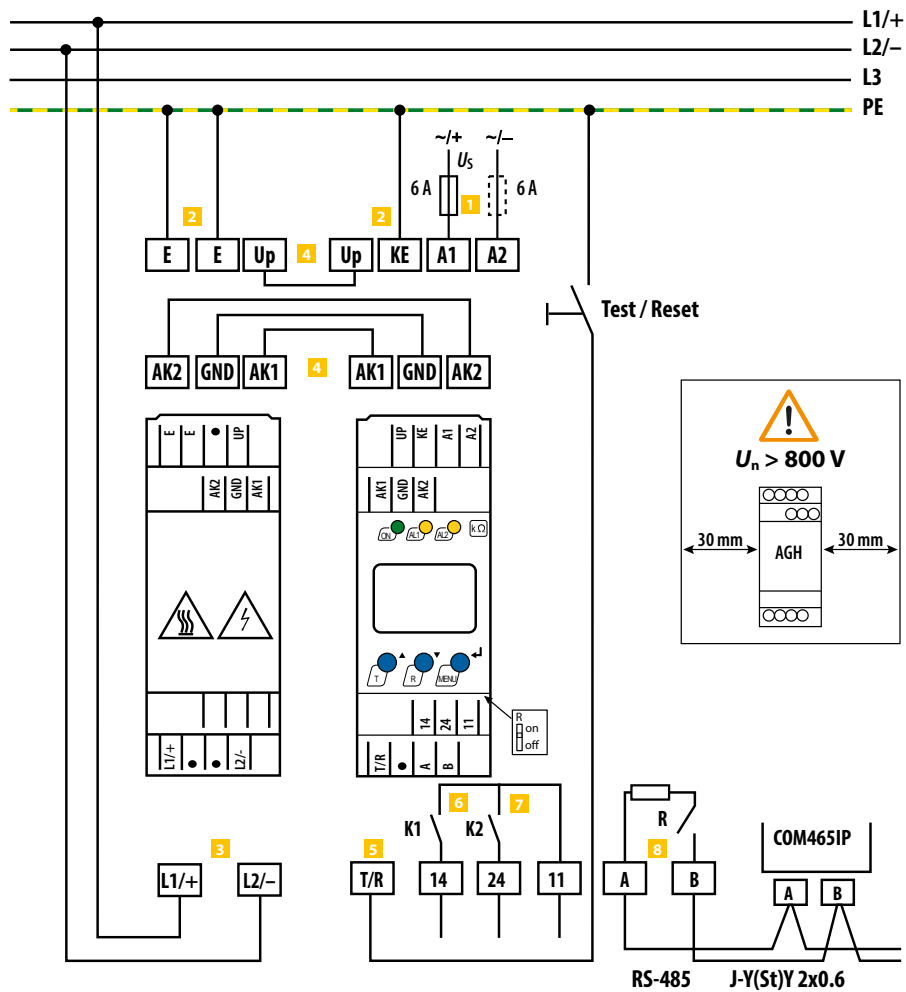 L1/+
L2/–
L3
PE
~/+ ~/–
US
6 A 1 6 A
2 2
E E Up 4 Up KE A1 A2
Test / Reset
AK2 GND AK1 4 AK1 GND AK2
E E UP UP KE A1 A2
AK2 GND AK1 AK1 GND AK2
ON AL1 AL2 kΩ
Un > 800 V
30 mm AGH 30 mm
T R MENU
R
on
off
14 24 11
L1/+ L2/- T/R A B
6 7
K1 K2
R
COM465IP
3 5 8
L1/+ L2/– T/R 14 24 11 A B
A B
RS-485 J-Y(St)Y 2x0.6